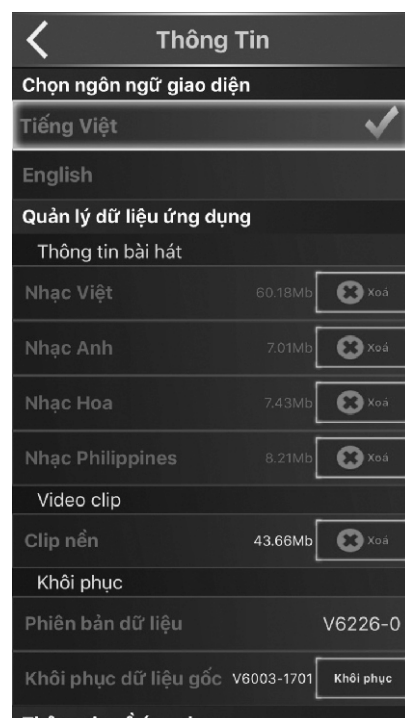 Thông Tin
Chọn ngôn ngữ giao diện
Tiếng Việt
English
Quản lý dữ liệu ứng dụng
Thông tin bài hát
Nhạc Việt 60.18Mb Xoá
Nhạc Anh 7.01Mb Xoá
Nhạc Hoa 7.43Mb Xoá
Nhạc Philippines 8.21Mb Xoá
Video clip
Clip nền 43.66Mb Xoá
Khôi phục
Phiên bản dữ liệu V6226-0
Khôi phục dữ liệu gốc V6003-1701 Khôi phục